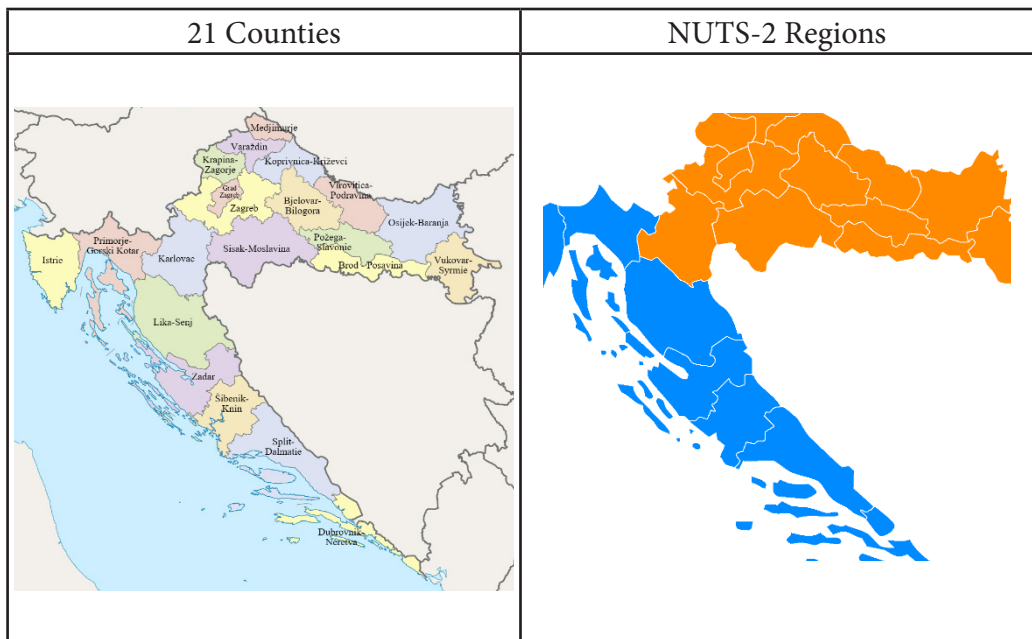 21 Counties
NUTS-2 Regions
Medjimurje
Varaždin
Krapina-
Zagorje
Koprivnica-Križevci
Grad
Zagreb
Zagreb
Bjelovar-
Bilogora
Virovitica-
Podravina
Osijek-Baranja
Primorje-
Gorski Kotar
Istrie
Karlovac
Sisak-Moslavina
Požega-
Slavonie
Brod - Posavina
Vukovar-
Syrmie
Lika-Senj
Zadar
Šibenik-
Knin
Split-
Dalmatie
Dubrovnik-
Neretva